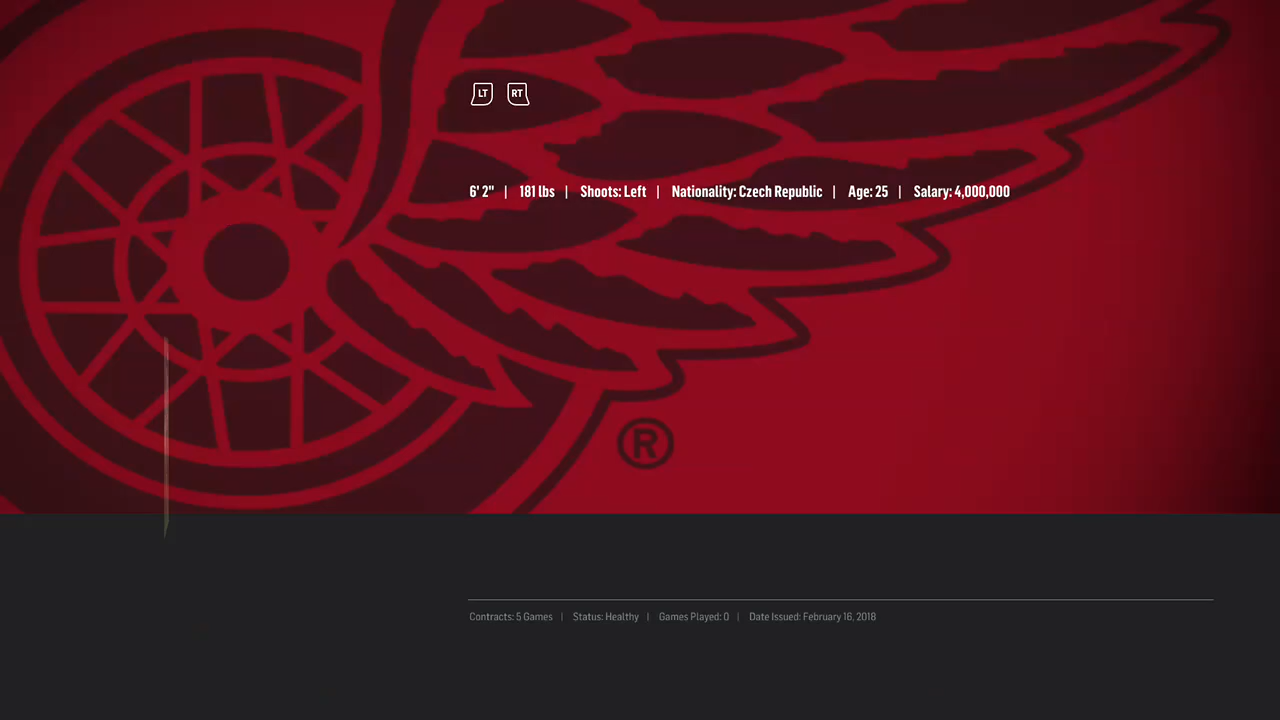 LT RT
6' 2" | 181 lbs | Shoots: Left | Nationality: Czech Republic | Age: 25 | Salary: 4,000,000
®
Contracts: 5 Games | Status: Healthy | Games Played: 0 | Date Issued: February 16, 2018